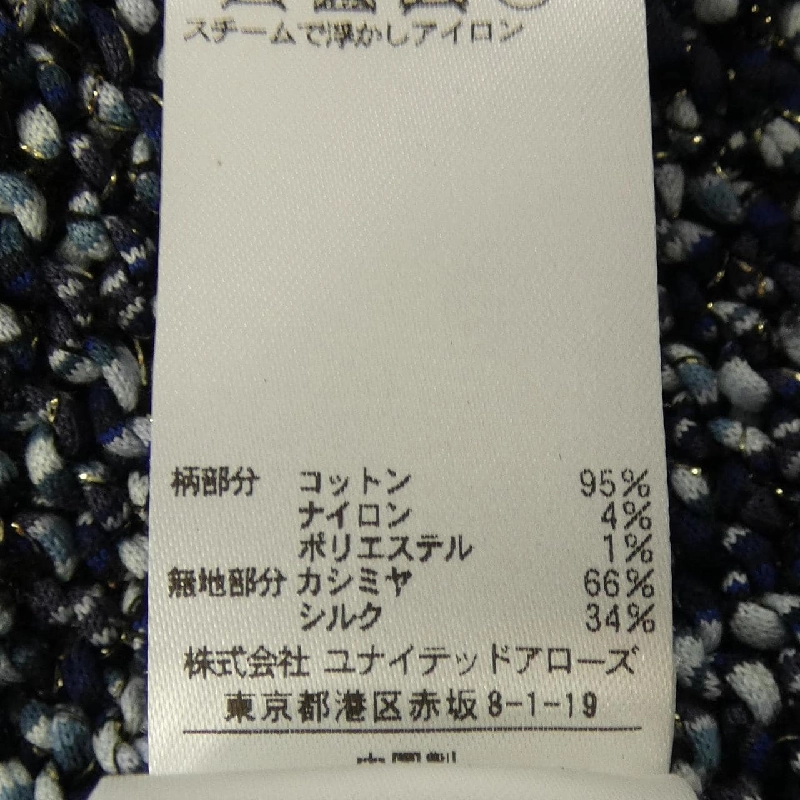 スチームで浮かしアイロン
柄部分 コットン 95%
ナイロン 4%
ポリエステル 1%
無地部分 カシミヤ 66%
シルク 34%
株式会社 ユナイテッドアローズ
東京都港区赤坂8-1-19